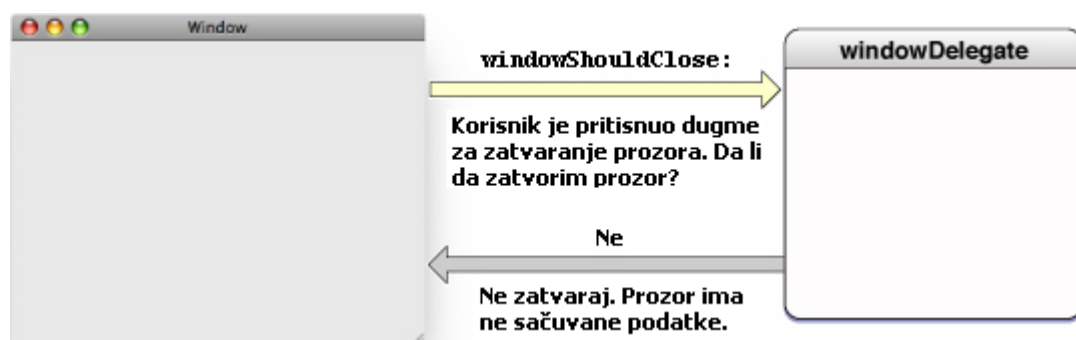 Window
windowShouldClose:
windowDelegate
Korisnik je pritisnuo dugme
za zatvaranje prozora. Da li
da zatvorim prozor?
Ne
Ne zatvaraj. Prozor ima
ne sačuvane podatke.